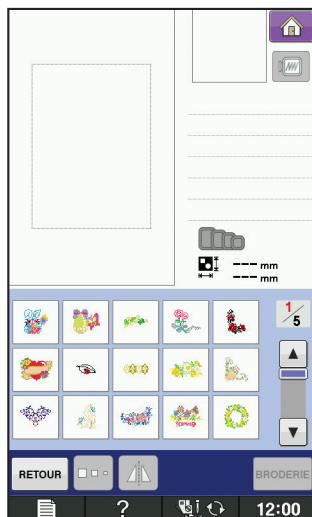 --- mm
--- mm
1/5
RETOUR
BRODERIE
?
12:00